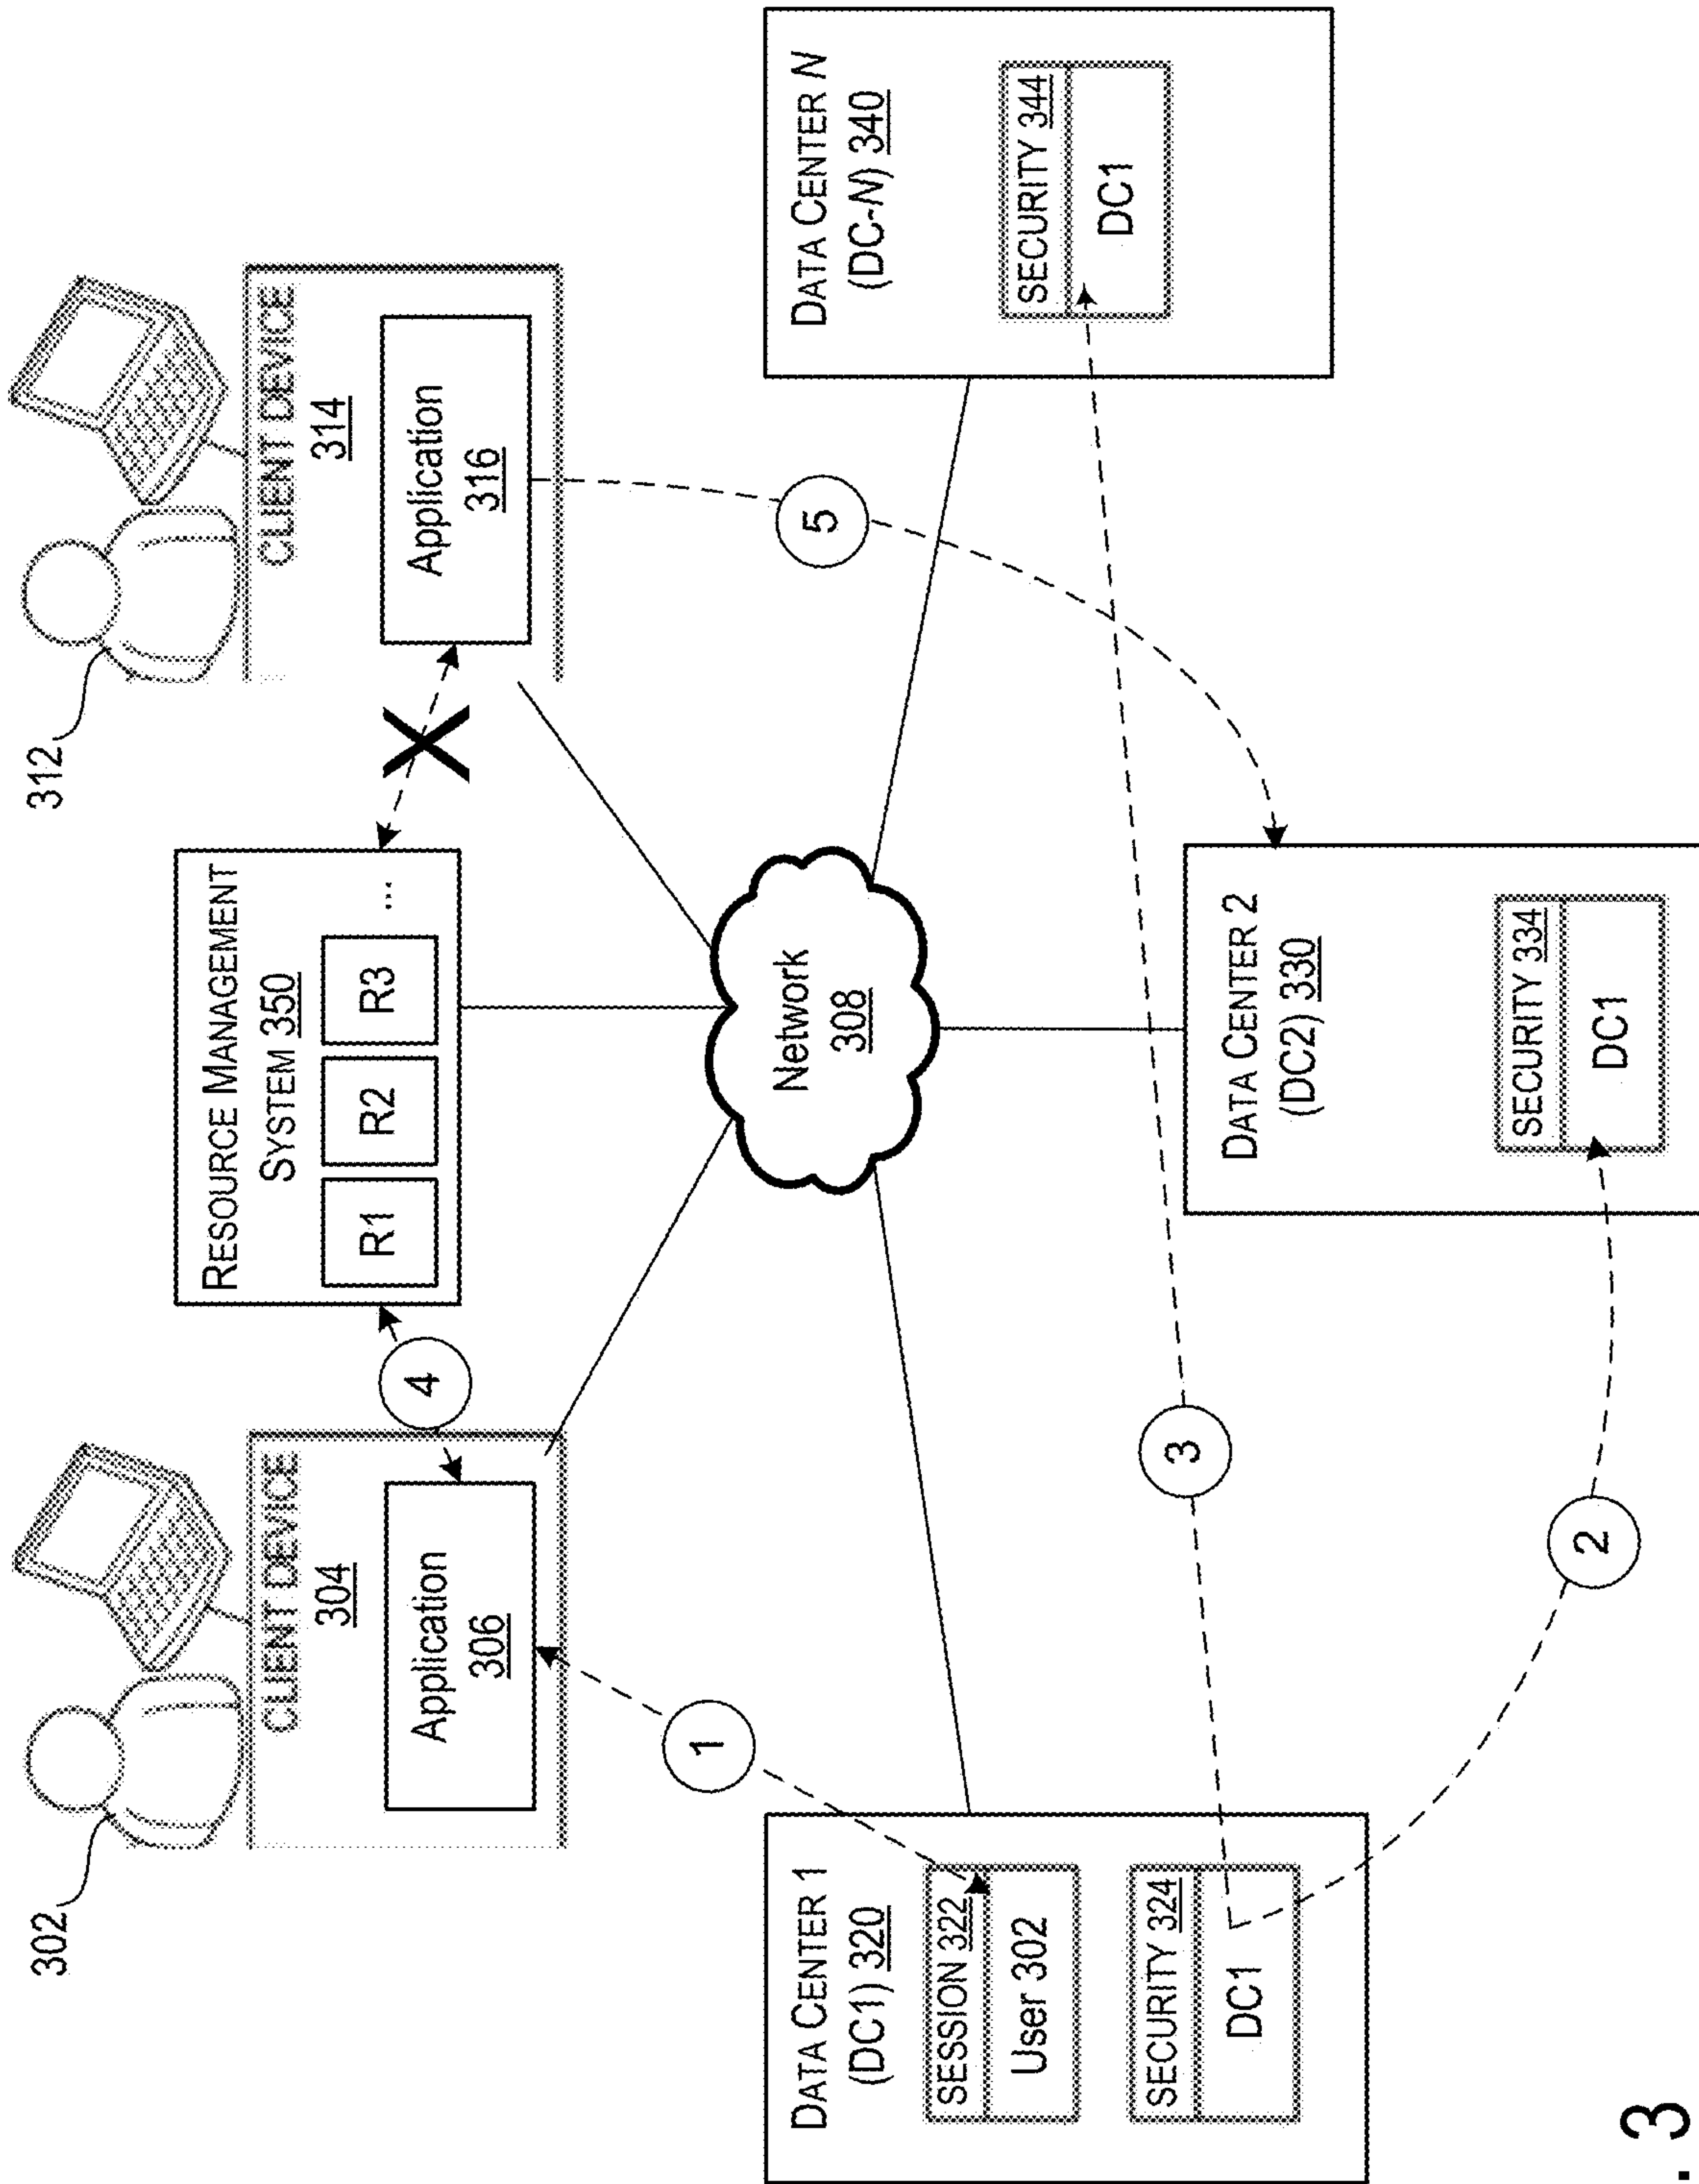 302
312
CLIENT DEVICE
304
Application
306
4
RESOURCE MANAGEMENT
SYSTEM 350
R1
R2
R3
...
X
CLIENT DEVICE
314
Application
316
1
5
Network
308
DATA CENTER 1
(DC1) 320
SESSION 322
User 302
SECURITY 324
DC1
3
2
DATA CENTER 2
(DC2) 330
SECURITY 334
DC1
DATA CENTER N
(DC-N) 340
SECURITY 344
DC1
. 3